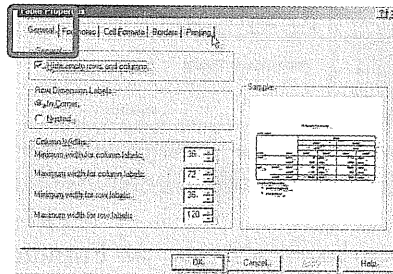 Table Properties
General Footnotes Cell Formats Borders Printing
General
Hide empty rows and columns
Row Dimension Labels
In Corner
Nested
Column Widths
Minimum width for column labels: 36
Maximum width for column labels: 72
Minimum width for row labels: 36
Maximum width for row labels: 120
Sample
OK Cancel Apply Help